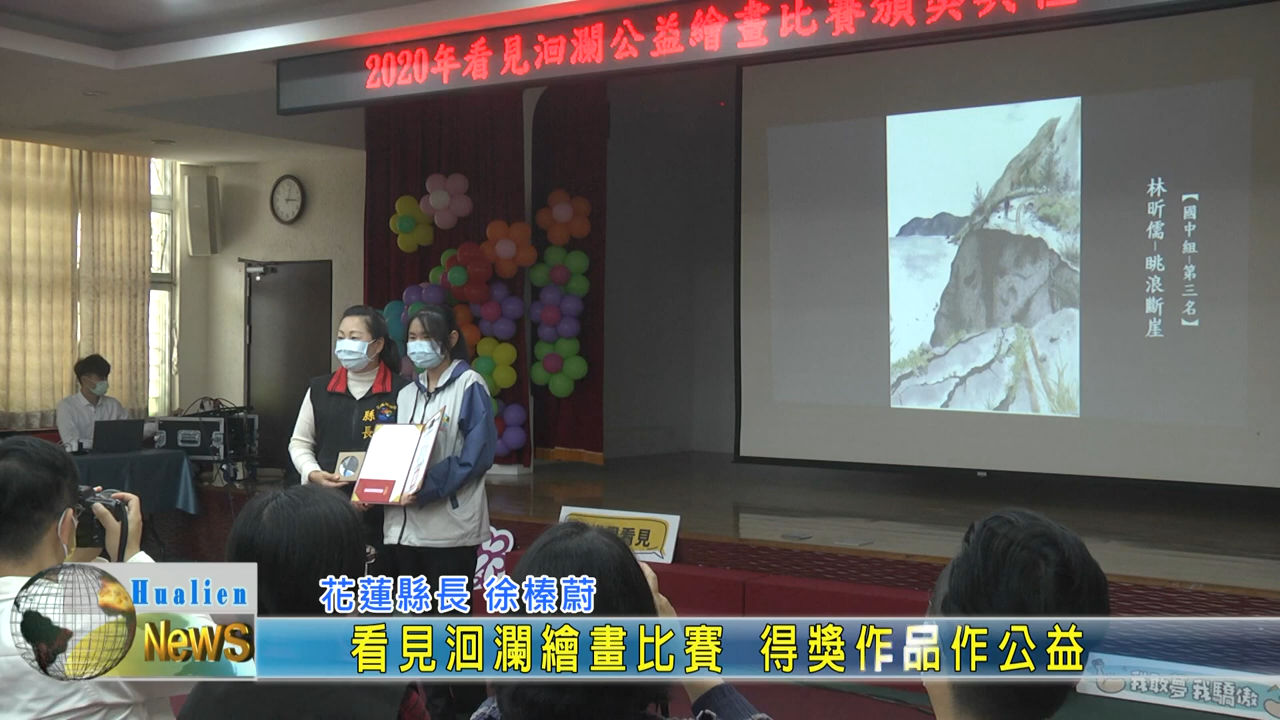 2020年看見洄瀾公益繪畫比賽頒獎典禮
【國中組-第三名】
林昕儒-眺浪斷崖
縣長
看見
Hualien
News
花蓮縣長 徐榛蔚
看見洄瀾繪畫比賽 得獎作品作公益
我敢夢 我驕傲